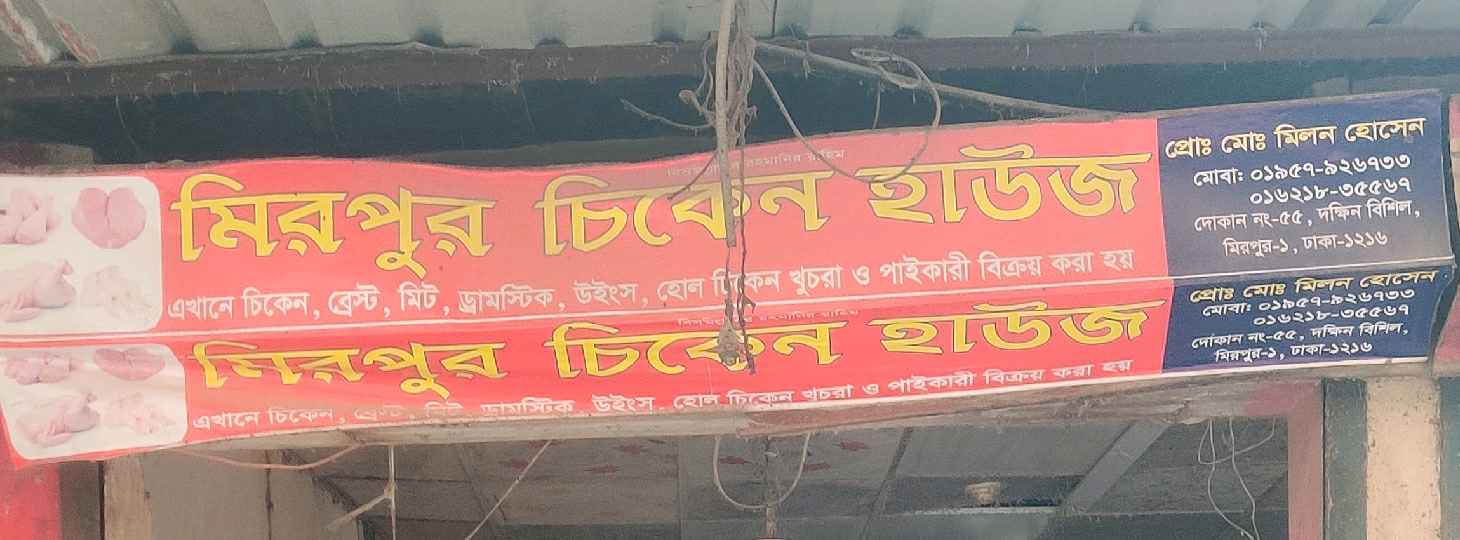 রহমানির রাহিম
মিরপুর চিকেন হাউজ
এখানে চিকেন, ব্রেস্ট, মিট, ড্রামস্টিক, উইংস, হোল চিকেন খুচরা ও পাইকারী বিক্রয় করা হয়
প্রোঃ মোঃ মিলন হোসেন
মোবা: ০১৯৫৭-৯২৬৭৩৩
০১৬২১৮-৩৫৫৬৭
দোকান নং-৫৫, দক্ষিন বিশিল,
মিরপুর-১, ঢাকা-১২১৬
মিরপুর চিকেন হাউজ
এখানে চিকেন, ব্রেস্ট, মিট, ড্রামস্টিক, উইংস, হোল চিকেন খুচরা ও পাইকারী বিক্রয় করা হয়
প্রোঃ মোঃ মিলন হোসেন
মোবা: ০১৯৫৭-৯২৬৭৩৩
০১৬২১৮-৩৫৫৬৭
দোকান নং-৫৫, দক্ষিন বিশিল,
মিরপুর-১, ঢাকা-১২১৬